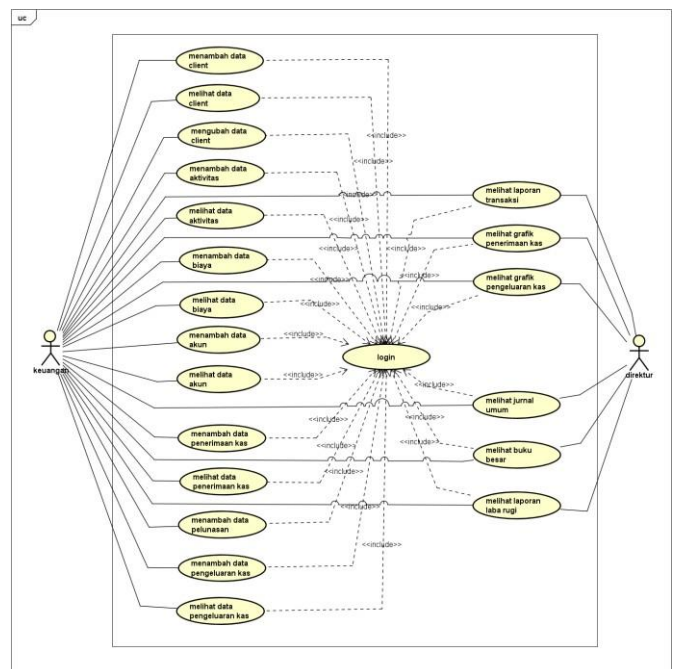 uc
menambah data
client
melihat data
client
mengubah data
client
menambah data
aktivitas
melihat data
aktivitas
menambah data
biaya
melihat data
biaya
menambah data
akun
melihat data
akun
menambah data
penerimaan kas
melihat data
penerimaan kas
menambah data
pelunasan
menambah data
pengeluaran kas
melihat data
pengeluaran kas
keuangan
<<include>>
<<include>>
<<include>>
<<include>>
<<include>>
<<include>>
<<include>>
<<include>>
<<include>>
<<include>>
<<include>>
<<include>>
<<include>>
<<include>>
login
<<include>>
<<include>>
<<include>>
<<include>>
<<include>>
<<include>>
melihat laporan
transaksi
melihat grafik
penerimaan kas
melihat grafik
pengeluaran kas
melihat jurnal
umum
melihat buku
besar
melihat laporan
laba rugi
direktur